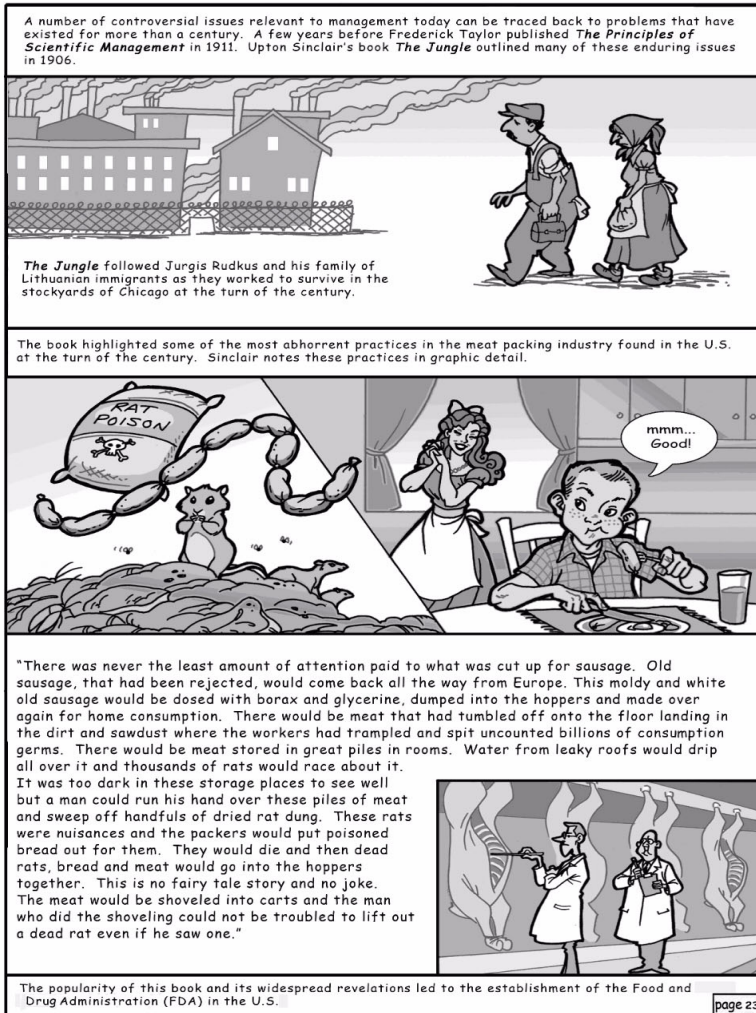 A number of controversial issues relevant to management today can be traced back to problems that have
existed for more than a century. A few years before Frederick Taylor published The Principles of
Scientific Management in 1911. Upton Sinclair's book The Jungle outlined many of these enduring issues
in 1906.
The Jungle followed Jurgis Rudkus and his family of
Lithuanian immigrants as they worked to survive in the
stockyards of Chicago at the turn of the century.
The book highlighted some of the most abhorrent practices in the meat packing industry found in the U.S.
at the turn of the century. Sinclair notes these practices in graphic detail.
RAT
POISON
mmm...
Good!
"There was never the least amount of attention paid to what was cut up for sausage. Old
sausage, that had been rejected, would come back all the way from Europe. This moldy and white
old sausage would be dosed with borax and glycerine, dumped into the hoppers and made over
again for home consumption. There would be meat that had tumbled off onto the floor landing in
the dirt and sawdust where the workers had trampled and spit uncounted billions of consumption
germs. There would be meat stored in great piles in rooms. Water from leaky roofs would drip
all over it and thousands of rats would race about it.
It was too dark in these storage places to see well
but a man could run his hand over these piles of meat
and sweep off handfuls of dried rat dung. These rats
were nuisances and the packers would put poisoned
bread out for them. They would die and then dead
rats, bread and meat would go into the hoppers
together. This is no fairy tale story and no joke.
The meat would be shoveled into carts and the man
who did the shoveling could not be troubled to lift out
a dead rat even if he saw one."
The popularity of this book and its widespread revelations led to the establishment of the Food and
Drug Administration (FDA) in the U.S.
page 23